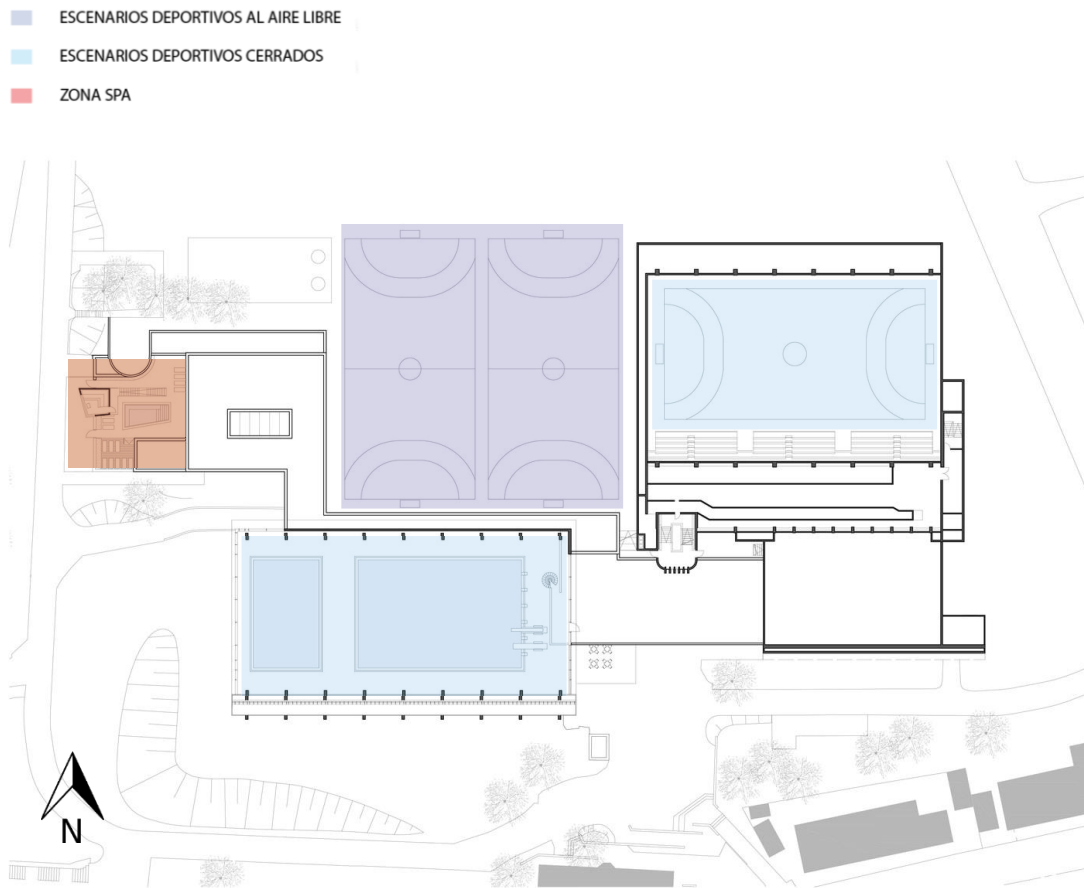 ESCENARIOS DEPORTIVOS AL AIRE LIBRE
ESCENARIOS DEPORTIVOS CERRADOS
ZONA SPA
N